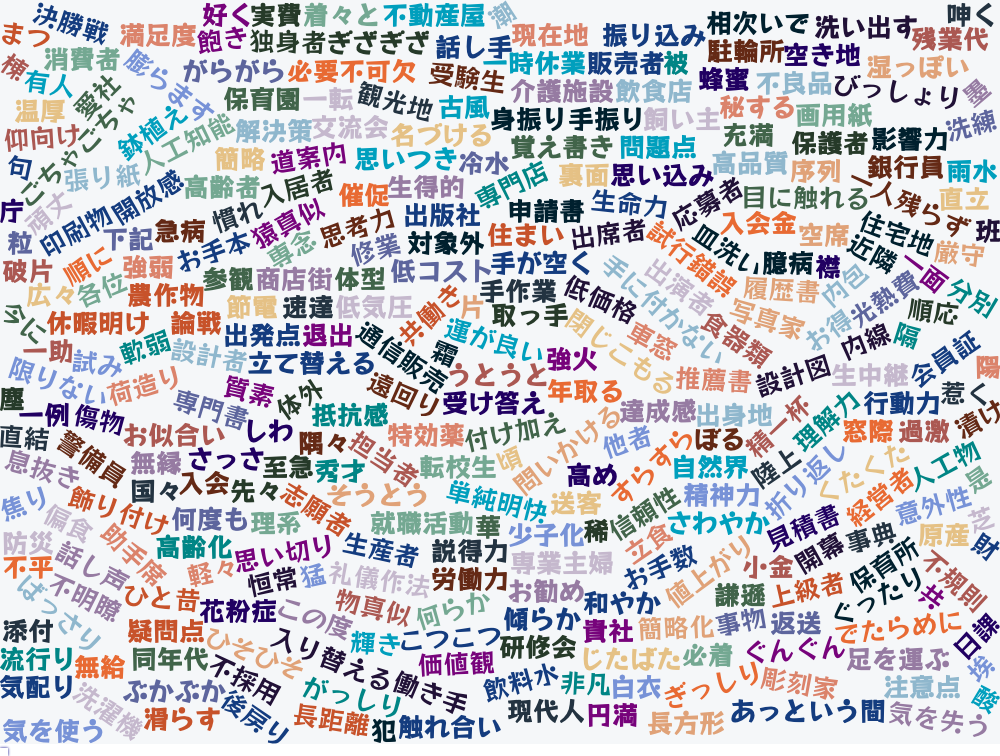 決勝戦
好く
実費
着々と
不動産屋
潮
相次いで
洗い出す
呻く
まつ
満足度
飽き
独身者
ぎざぎざ
話し手
現在地
振り込み
駐輪所
空き地
残業代
棟
消費者
膨らます
がらがら
必要不可欠
受験生
一時休業
販売者
被
蜂蜜
不良品
湿っぽい
有人
愛社
保育園
一転
観光地
古風
介護施設
飲食店
びっしょり
墨
温厚
ごちゃごちゃ
鉢植え
人工知能
解決策
交流会
名づける
身振り手振り
飼い主
秘する
画用紙
洗練
仰向け
簡略
道案内
思いつき
冷水
覚え書き
問題点
充満
保護者
影響力
句
張り紙
開放感
高齢者
入居者
催促
生得的
専門店
裏面
思い込み
高品質
序列
銀行員
雨水
庁
頑丈
印刷物
慣れ
猿真似
思考力
出版社
申請書
生命力
応募者
目に触れる
一人残らず
直立
粒
下記
急病
お手本
専念
修業
対象外
住まい
出席者
試行錯誤
入会金
空席
住宅地
班
破片
順に
強弱
参観
商店街
体型
低コスト
手が空く
手に付かない
出演者
皿洗い
臆病
襟
近隣
一面
厳守
広々
各位
農作物
節電
速達
低気圧
共働き
片
手作業
低価格
履歴書
内包
光熱費
分別
今に
休暇明け
論戦
出発点
退出
通信販売
運が良い
取っ手
閉じこもる
車窓
食器類
写真家
お得
内線
順応
隔
一助
試み
軟弱
設計者
立て替える
霜
強火
推薦書
設計図
生中継
会員証
陽
限りない
荷造り
質素
体外
遠回り
うとうと
年取る
達成感
出身地
行動力
惹く
塵
一例
傷物
専門書
抵抗感
受け答え
問いかける
他者
精一杯
理解力
窓際
過激
漬け
直結
警備員
お似合い
しわ
隅々
担当者
特効薬
付け加え
頃
すらすら
ぼる
自然界
陸上
折り返し
くたくた
人工物
息抜き
無縁
さっさ
至急
秀才
転校生
高め
精神力
経営者
意外性
昆
焦り
飾り付け
国々
入会
先々
志願者
そうとう
単純明快
送客
信頼性
さわやか
見積書
原産
芝
偏食
何度も
理系
就職活動
華
少子化
稀
立食
開幕
事典
財
防災
話し声
助手席
高齢化
思い切り
生産者
説得力
専業主婦
お手数
値上がり
小金
保育所
不規則
不平
不明瞭
軽々
恒常
猛
礼儀作法
労働力
お勧め
和やか
謙遜
上級者
ぐったり
共
ばっさり
ひと昔
花粉症
この度
物真似
何らか
傾らか
貴社
簡略化
事物
返送
でたらめに
日課
添付
疑問点
ひそひそ
入り替える
輝き
こつこつ
研修会
じたばた
必着
ぐんぐん
足を運ぶ
埃
流行り
無給
同年代
不採用
働き手
価値観
飲料水
非凡
白衣
ぎっしり
彫刻家
注意点
酸
気配り
洗濯機
ぶかぶか
後戻り
がっしり
現代人
円満
あっという間
気を失う
気を使う
滑らす
長距離
犯
触れ合い
長方形